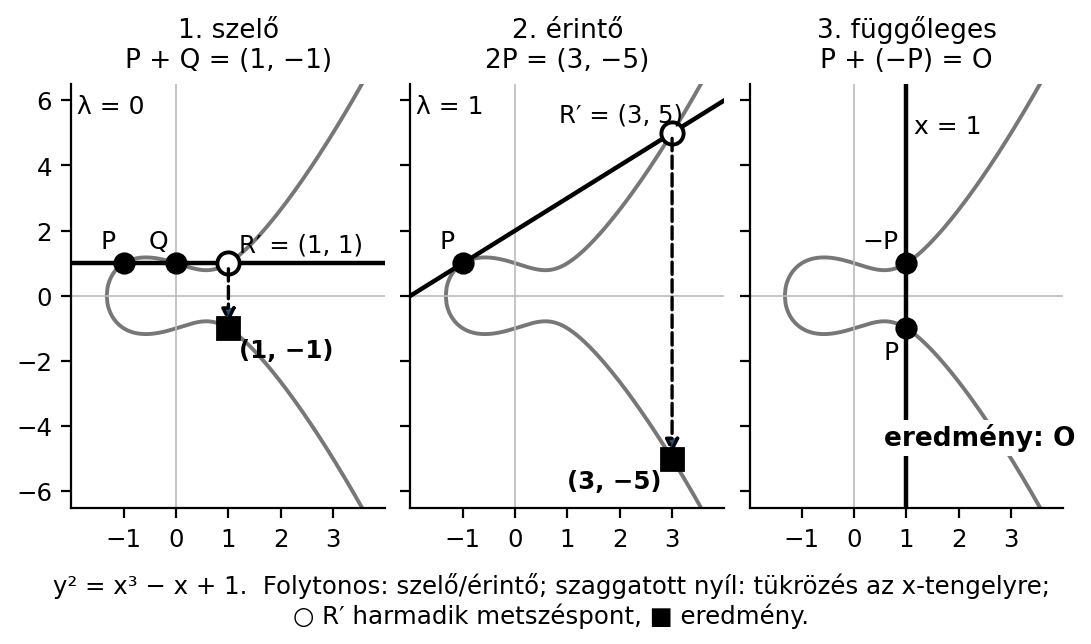 1. szelő
P + Q = (1, −1)
λ = 0
P
Q
R′ = (1, 1)
(1, −1)
6
4
2
0
−2
−4
−6
−1 0 1 2 3
2. érintő
2P = (3, −5)
λ = 1
R′ = (3, 5)
P
(3, −5)
−1 0 1 2 3
3. függőleges
P + (−P) = O
x = 1
−P
P
eredmény: O
−1 0 1 2 3
y² = x³ − x + 1. Folytonos: szelő/érintő; szaggatott nyíl: tükrözés az x-tengelyre;
○ R′ harmadik metszéspont, ■ eredmény.